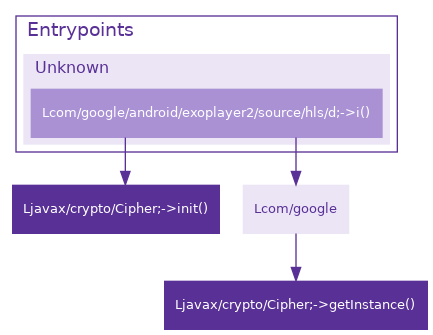 Entrypoints
Unknown
Lcom/google/android/exoplayer2/source/hls/d;->i()
Ljavax/crypto/Cipher;->init()
Lcom/google
Ljavax/crypto/Cipher;->getInstance()